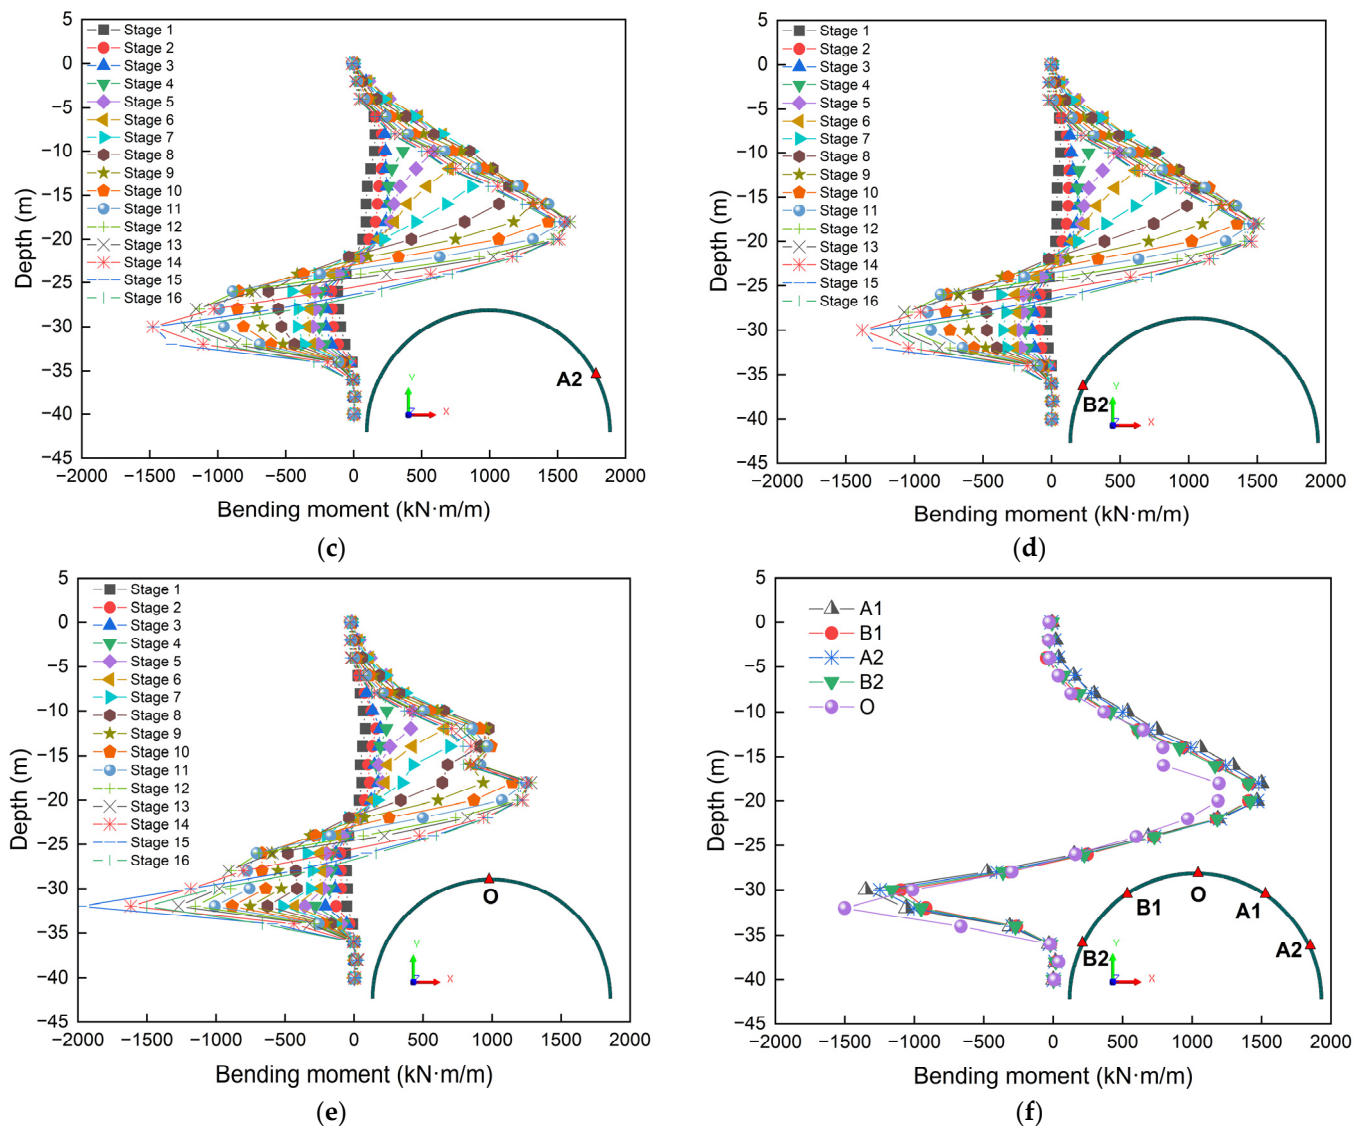 5
0
−5
−10
−15
−20
−25
−30
−35
−40
−45
Depth (m)
Stage 1
Stage 2
Stage 3
Stage 4
Stage 5
Stage 6
Stage 7
Stage 8
Stage 9
Stage 10
Stage 11
Stage 12
Stage 13
Stage 14
Stage 15
Stage 16
A2
Y
Z
X
−2000 −1500 −1000 −500 0 500 1000 1500 2000
Bending moment (kN·m/m)
(c)
5
0
−5
−10
−15
−20
−25
−30
−35
−40
−45
Depth (m)
Stage 1
Stage 2
Stage 3
Stage 4
Stage 5
Stage 6
Stage 7
Stage 8
Stage 9
Stage 10
Stage 11
Stage 12
Stage 13
Stage 14
Stage 15
Stage 16
B2
Y
Z
X
−2000 −1500 −1000 −500 0 500 1000 1500 2000
Bending moment (kN·m/m)
(d)
5
0
−5
−10
−15
−20
−25
−30
−35
−40
−45
Depth (m)
Stage 1
Stage 2
Stage 3
Stage 4
Stage 5
Stage 6
Stage 7
Stage 8
Stage 9
Stage 10
Stage 11
Stage 12
Stage 13
Stage 14
Stage 15
Stage 16
O
Y
Z
X
−2000 −1500 −1000 −500 0 500 1000 1500 2000
Bending moment (kN·m/m)
(e)
5
0
−5
−10
−15
−20
−25
−30
−35
−40
−45
Depth (m)
A1
B1
A2
B2
O
B1 O A1
B2 A2
Y
Z
X
−2000 −1500 −1000 −500 0 500 1000 1500 2000
Bending moment (kN·m/m)
(f)